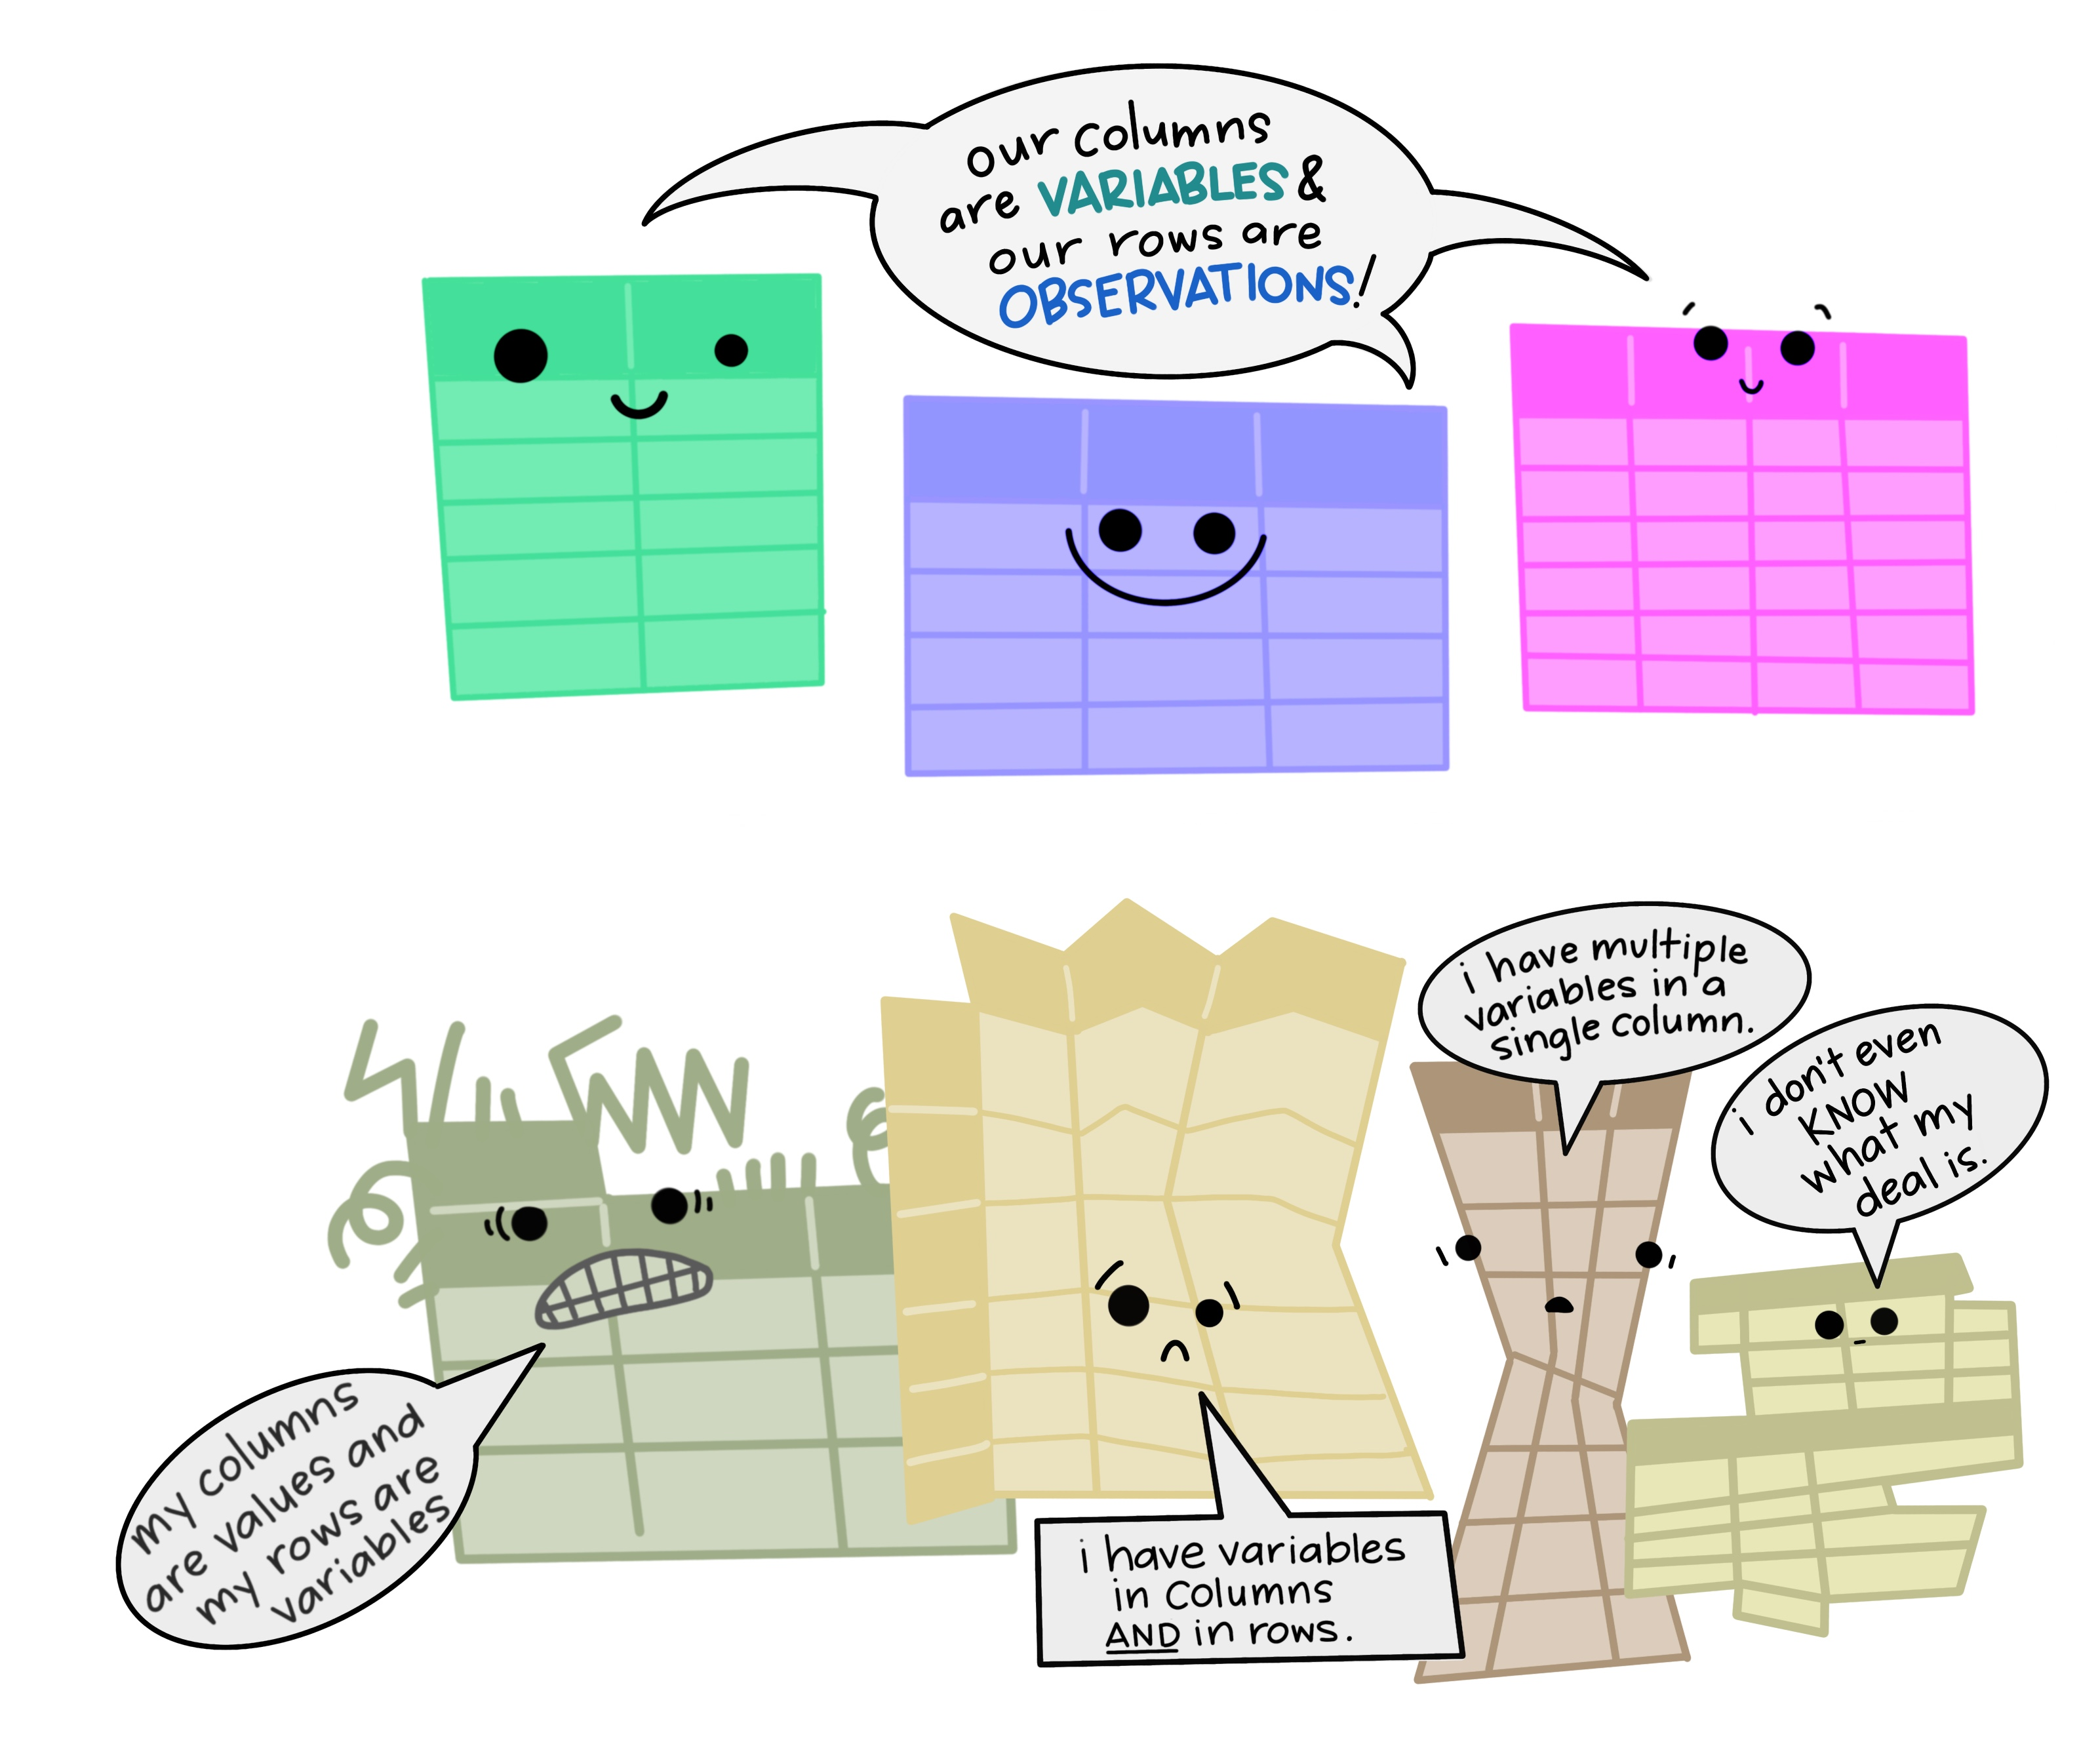 our columns
are VARIABLES &
our rows are
OBSERVATIONS!
i have multiple
variables in a
single column.
i don't even
KNOW
what my
deal is.
my columns
are values and
my rows are
variables
i have variables
in columns
AND in rows.